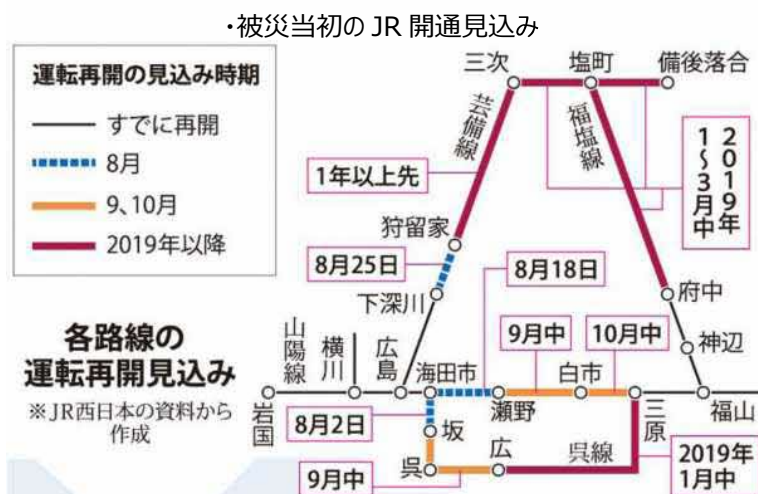 ・被災当初の JR 開通見込み
運転再開の見込み時期
すでに再開
8月
9、10月
2019年以降
三次
塩町
備後落合
芸備線
福塩線
1年以上先
2019年
1〜3月中
狩留家
8月25日
8月18日
下深川
府中
各路線の
運転再開見込み
※JR西日本の資料から
作成
山陽線
横川
広島
海田市
9月中
白市
10月中
神辺
岩国
8月2日
瀬野
三原
福山
坂
呉
広
呉線
9月中
2019年
1月中